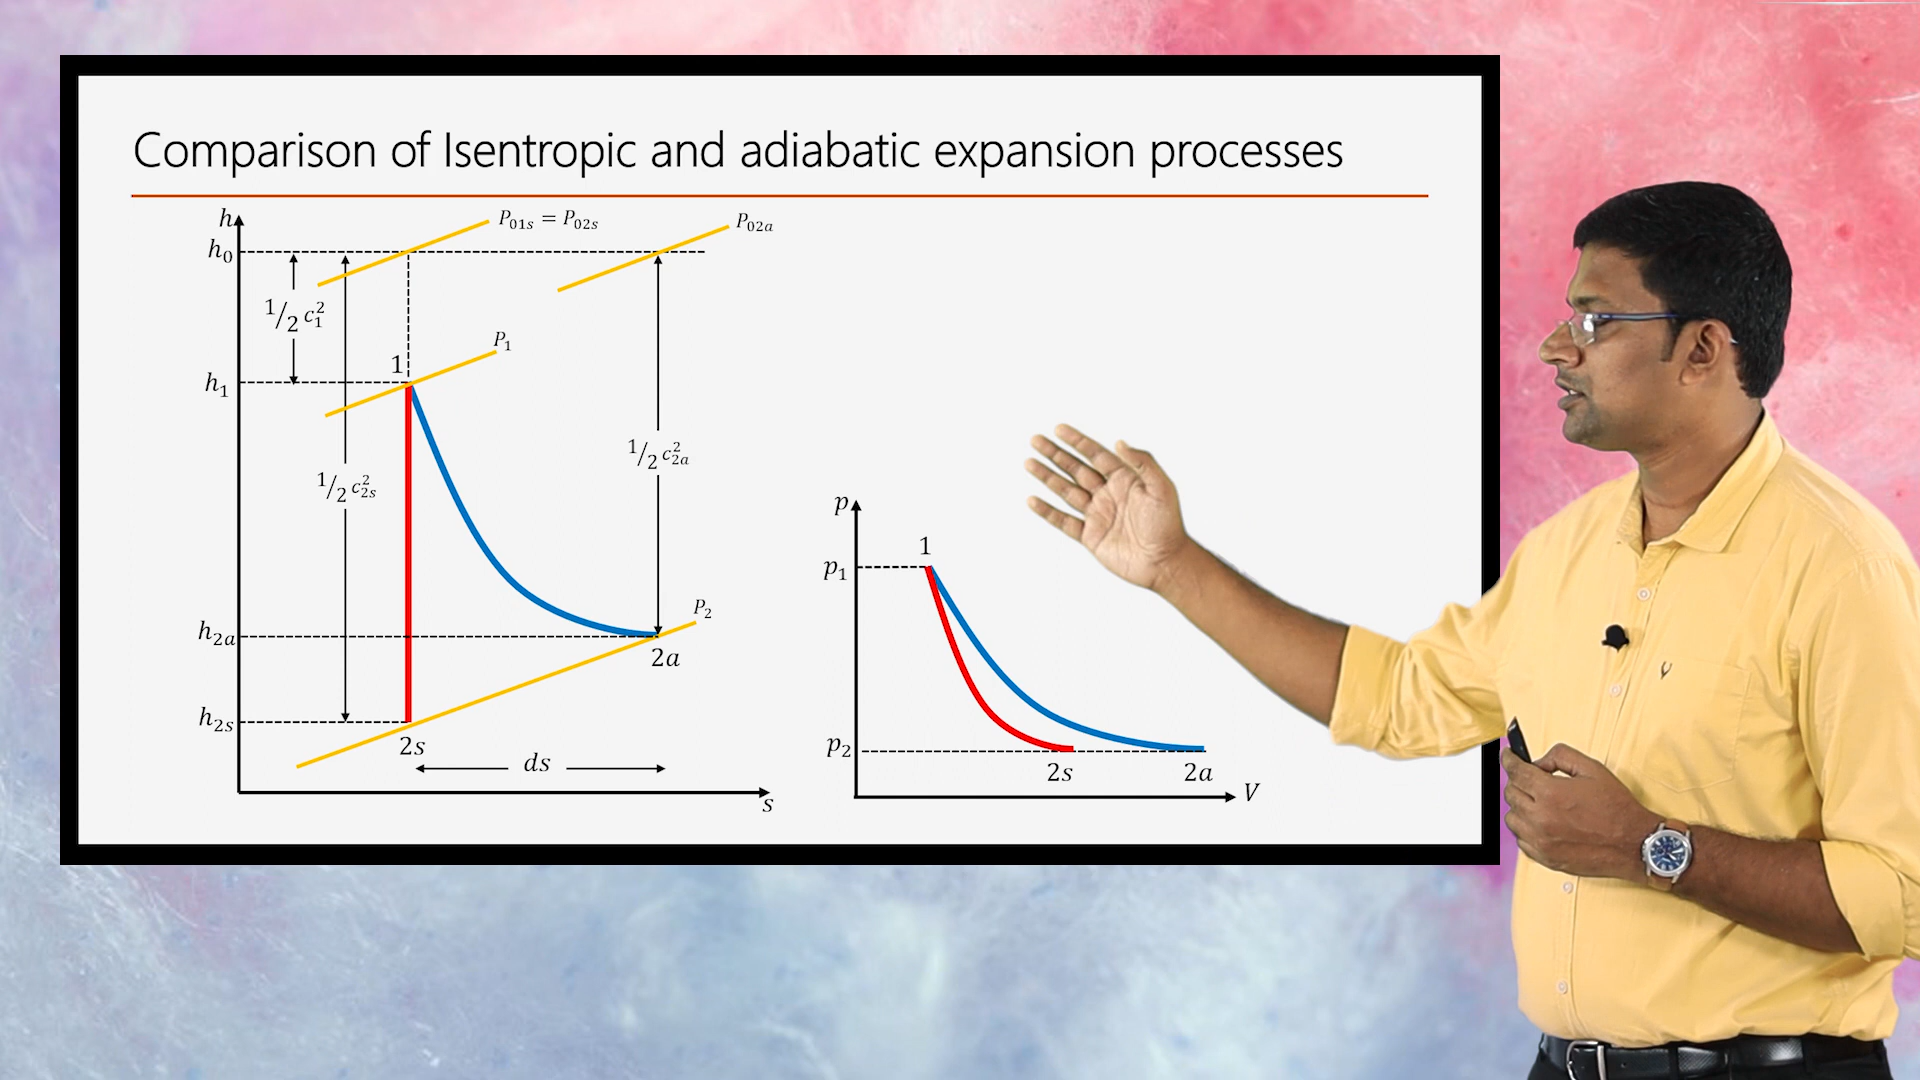 Comparison of Isentropic and adiabatic expansion processes
h
P₀₁ₛ = P₀₂ₛ
P₀₂ₐ
h₀
1/2 c₁²
P₁
1
h₁
1/2 c₂ₐ²
1/2 c₂ₛ²
p
1
p₁
P₂
h₂ₐ
2a
h₂ₛ
2s
p₂
ds
2s
2a
V
s